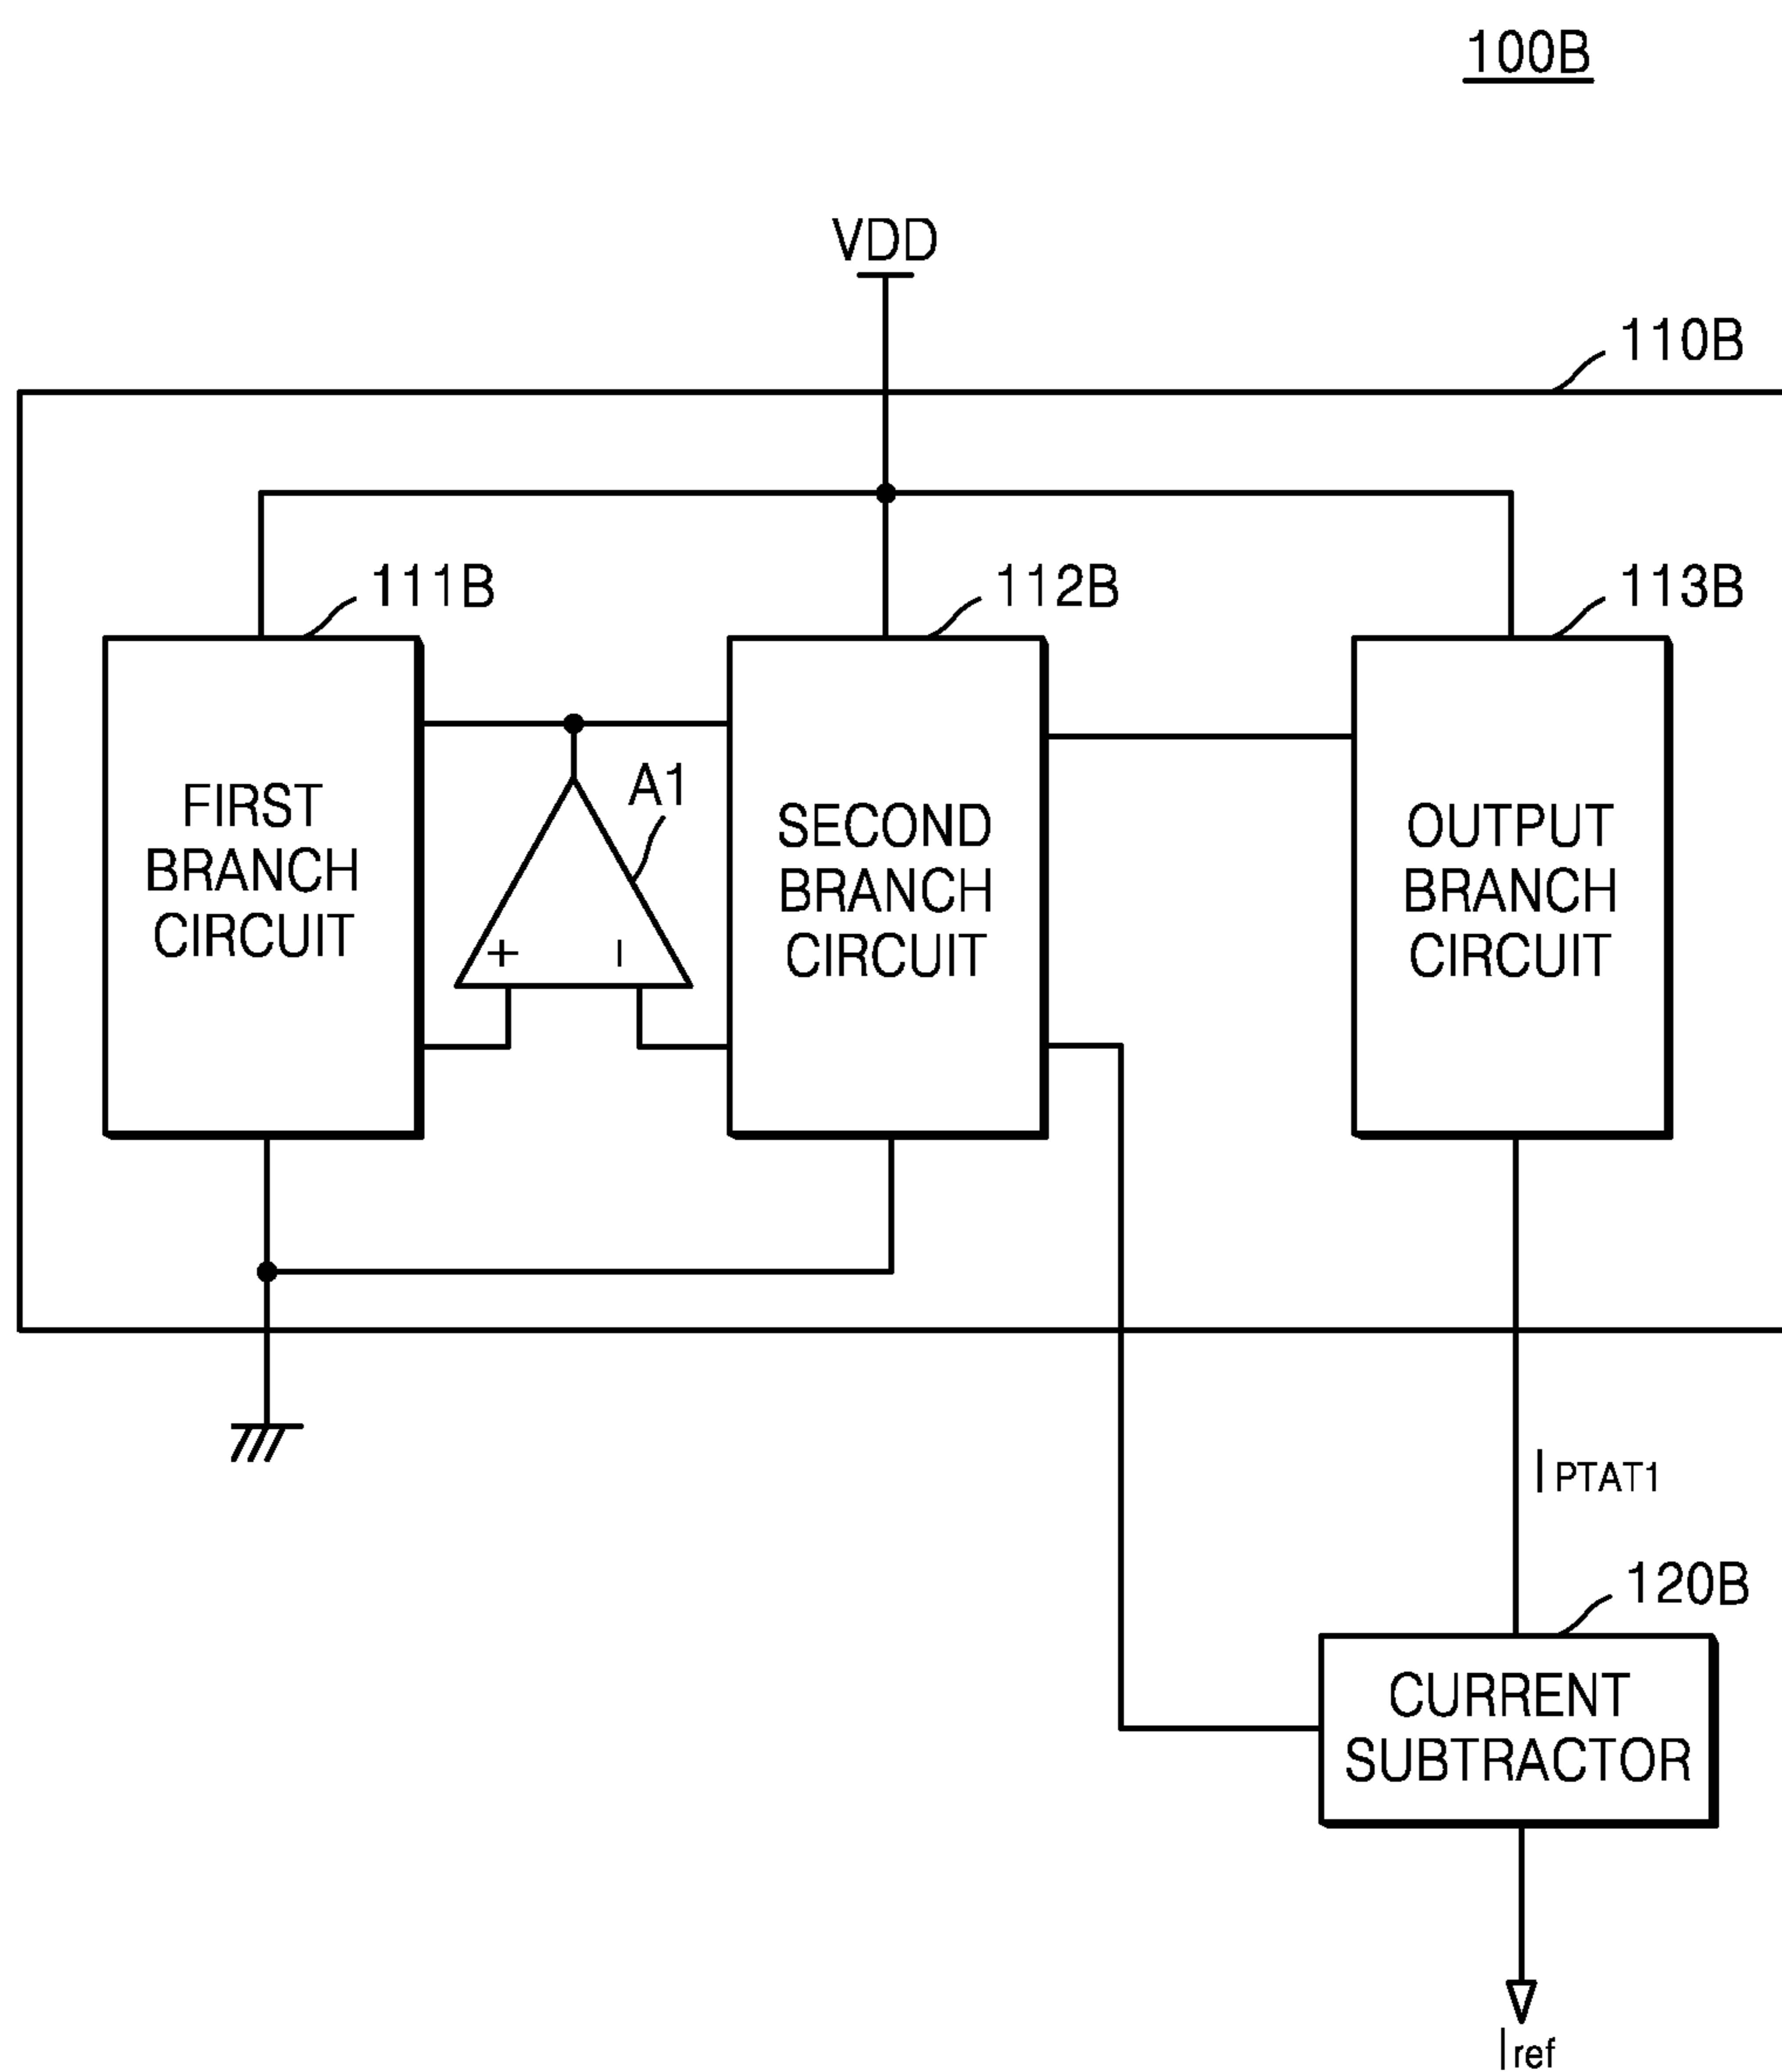 100B
VDD
110B
111B
112B
113B
FIRST
BRANCH
CIRCUIT
A1
+ −
SECOND
BRANCH
CIRCUIT
OUTPUT
BRANCH
CIRCUIT
IPTAT1
120B
CURRENT
SUBTRACTOR
Iref